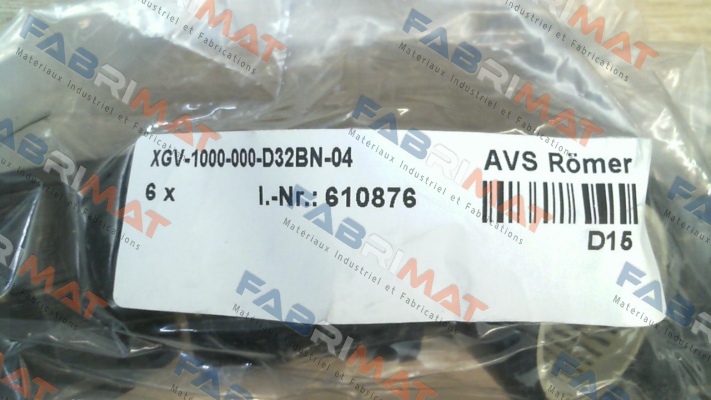 XGV-1000-000-D32BN-04
AVS Römer
6 x
I.-Nr.: 610876
D15
FABRIMAT
Materiaux Industriel et Fabrications